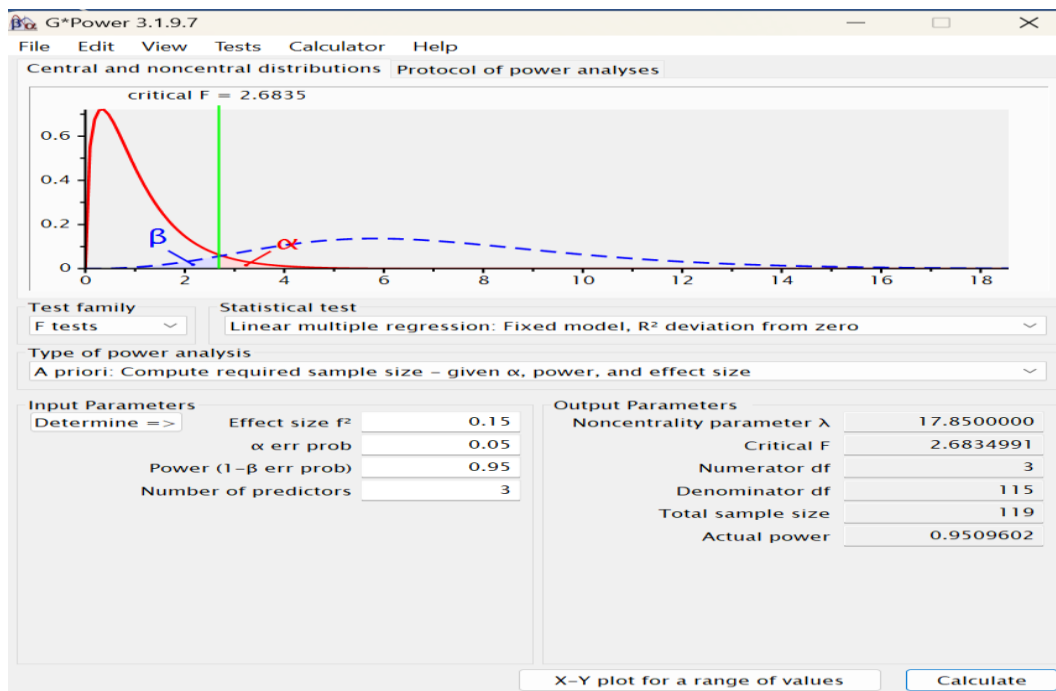 G*Power 3.1.9.7
File Edit View Tests Calculator Help
Central and noncentral distributions Protocol of power analyses
critical F = 2.6835
0.6
0.4
0.2
0
β α
0 2 4 6 8 10 12 14 16 18
Test family Statistical test
F tests Linear multiple regression: Fixed model, R² deviation from zero
Type of power analysis
A priori: Compute required sample size – given α, power, and effect size
Input Parameters
Determine => Effect size f² 0.15
α err prob 0.05
Power (1-β err prob) 0.95
Number of predictors 3
Output Parameters
Noncentrality parameter λ 17.8500000
Critical F 2.6834991
Numerator df 3
Denominator df 115
Total sample size 119
Actual power 0.9509602
X-Y plot for a range of values Calculate